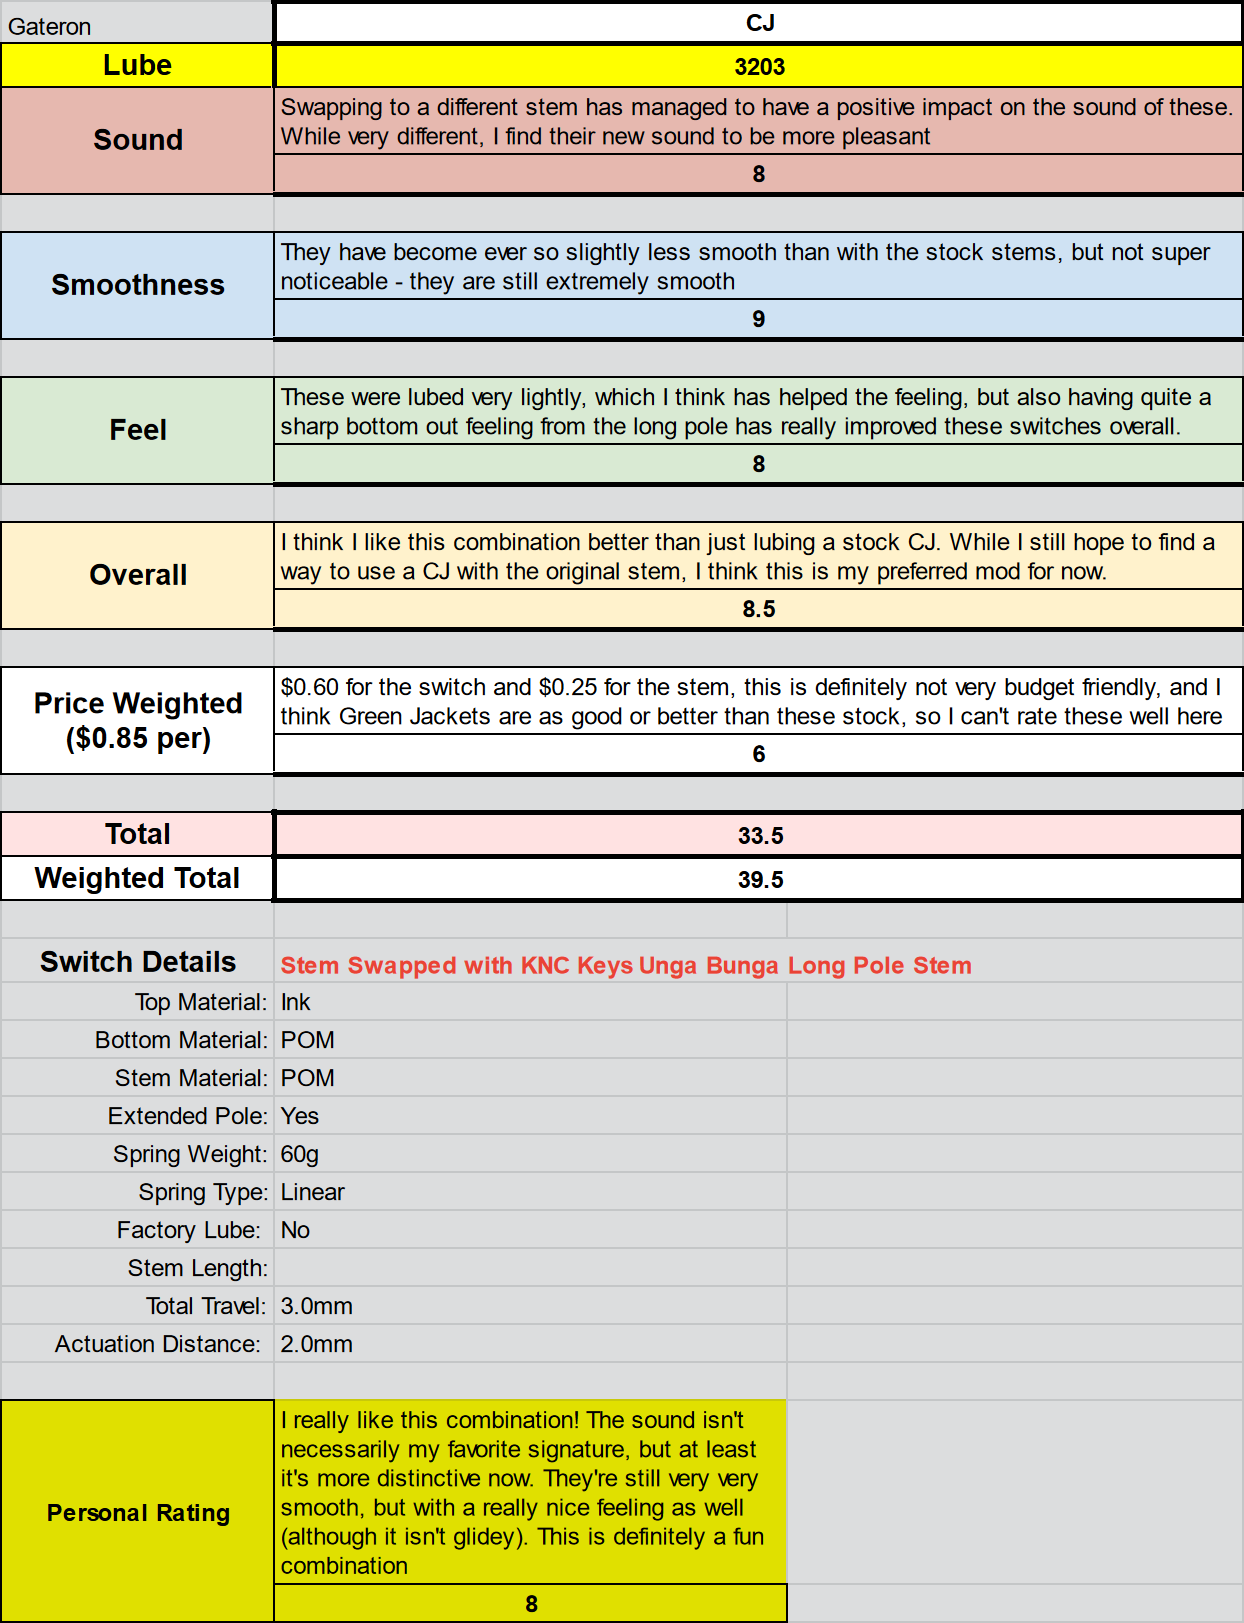 Gateron
CJ
Lube
3203
Sound
Swapping to a different stem has managed to have a positive impact on the sound of these.
While very different, I find their new sound to be more pleasant
8
Smoothness
They have become ever so slightly less smooth than with the stock stems, but not super
noticeable - they are still extremely smooth
9
Feel
These were lubed very lightly, which I think has helped the feeling, but also having quite a
sharp bottom out feeling from the long pole has really improved these switches overall.
8
Overall
I think I like this combination better than just lubing a stock CJ. While I still hope to find a
way to use a CJ with the original stem, I think this is my preferred mod for now.
8.5
Price Weighted
($0.85 per)
$0.60 for the switch and $0.25 for the stem, this is definitely not very budget friendly, and I
think Green Jackets are as good or better than these stock, so I can't rate these well here
6
Total
33.5
Weighted Total
39.5
Switch Details
Stem Swapped with KNC Keys Unga Bunga Long Pole Stem
Top Material: Ink
Bottom Material: POM
Stem Material: POM
Extended Pole: Yes
Spring Weight: 60g
Spring Type: Linear
Factory Lube: No
Stem Length:
Total Travel: 3.0mm
Actuation Distance: 2.0mm
Personal Rating
I really like this combination! The sound isn't
necessarily my favorite signature, but at least
it's more distinctive now. They're still very very
smooth, but with a really nice feeling as well
(although it isn't glidey). This is definitely a fun
combination
8